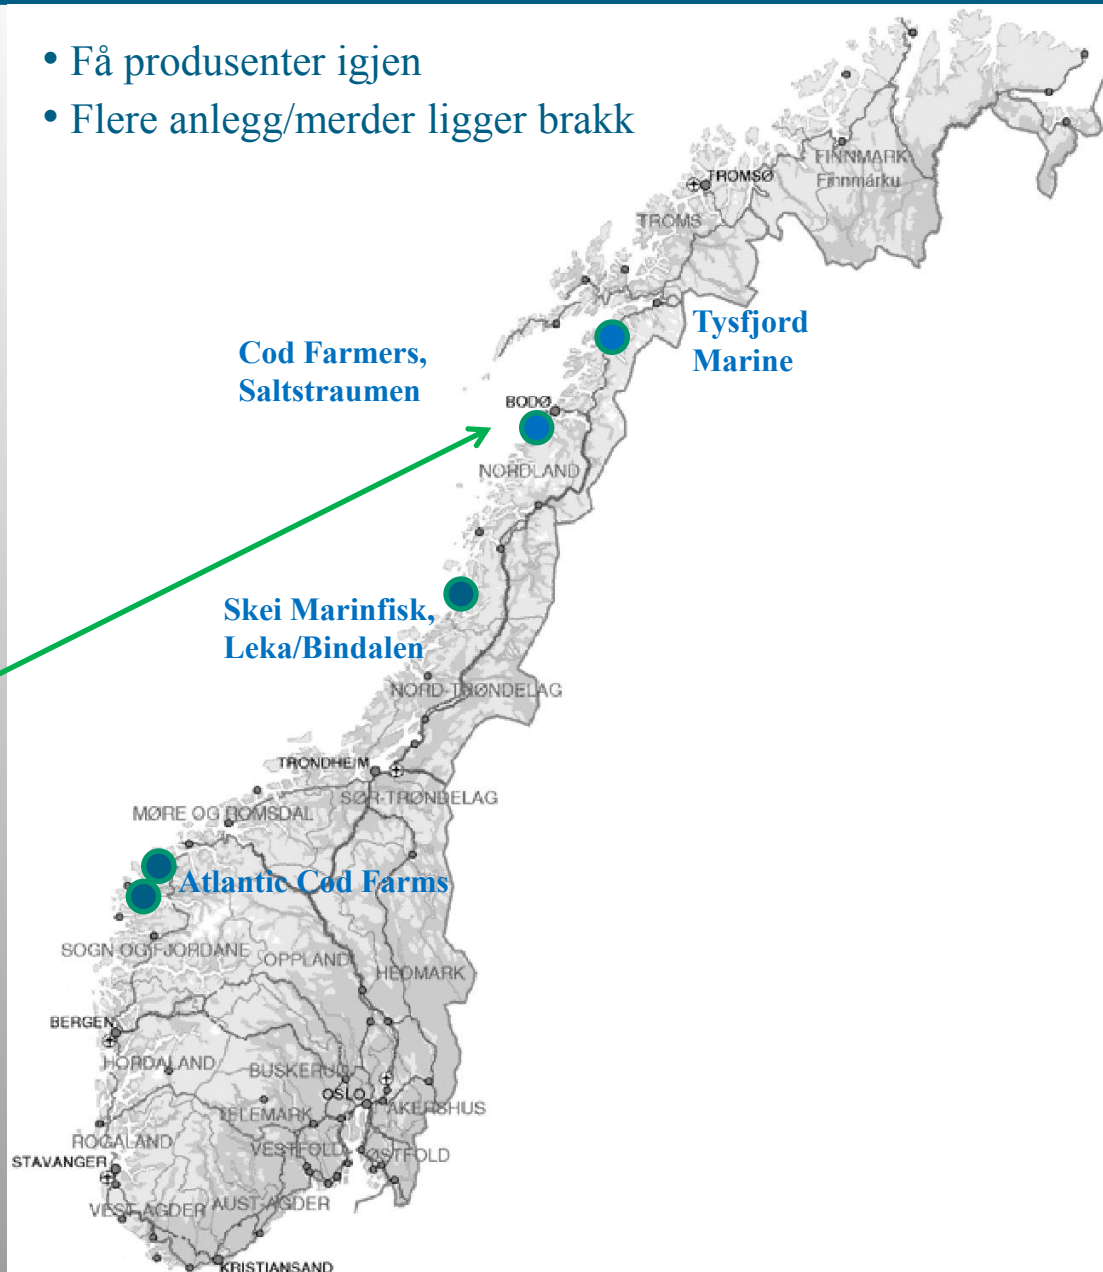 • Få produsenter igjen
• Flere anlegg/merder ligger brakk
FINNMARK
Finnmárku
TROMSØ
TROMS
Tysfjord
Marine
Cod Farmers,
Saltstraumen
BODØ
NORDLAND
Skei Marinfisk,
Leka/Bindalen
NORD-TRØNDELAG
TRONDHEIM
SØR-TRØNDELAG
MØRE OG ROMSDAL
Atlantic Cod Farms
SOGN OG FJORDANE
OPPLAND
HEDMARK
BERGEN
HORDALAND
BUSKERUD
OSLO
AKERSHUS
TELEMARK
ROGALAND
VESTFOLD
ØSTFOLD
STAVANGER
VEST-AGDER
AUST-AGDER
KRISTIANSAND